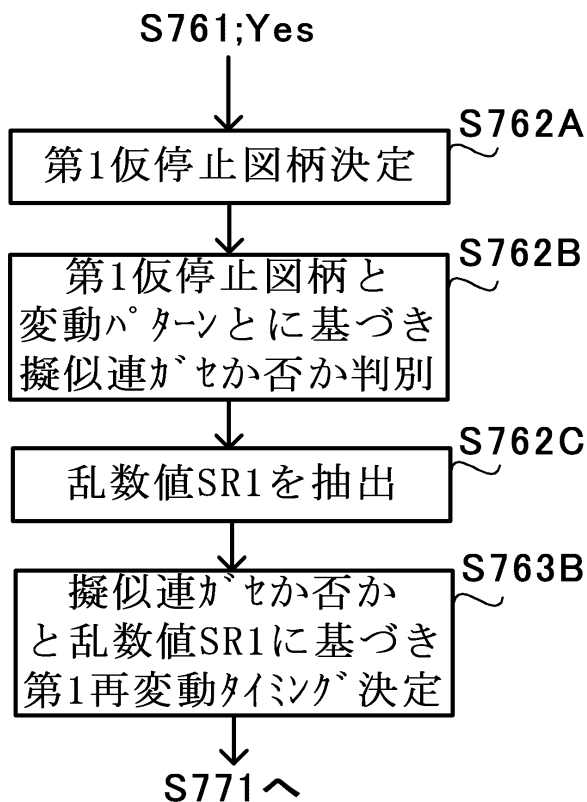 S761;Yes
S762A
第1仮停止図柄決定
S762B
第1仮停止図柄と
変動ﾊﾟﾀｰﾝとに基づき
擬似連ｶﾞｾか否か判別
S762C
乱数値SR1を抽出
S763B
擬似連ｶﾞｾか否か
と乱数値SR1に基づき
第1再変動ﾀｲﾐﾝｸﾞ決定
S771へ